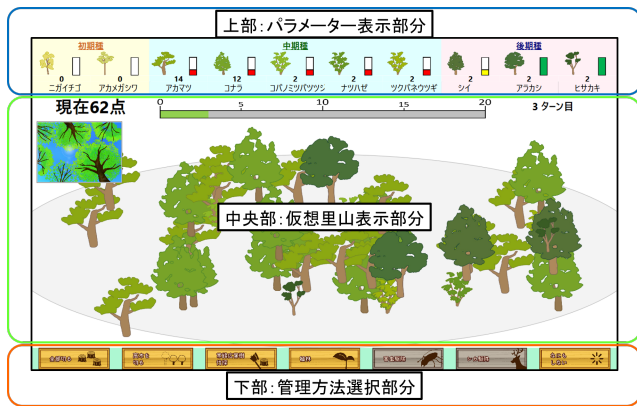 上部：パラメーター表示部分
初期種
中期種
後期種
0 0 14 12 2 2 2 2 2 2
ニガイチゴ アカメガシワ アカマツ コナラ コバノミツバツツジ ナツハゼ ツクバネウツギ シイ アラカシ ヒサカキ
現在62点
0 5 10 15 20
3 ターン目
中央部：仮想里山表示部分
全部切る
植林
下部：管理方法選択部分